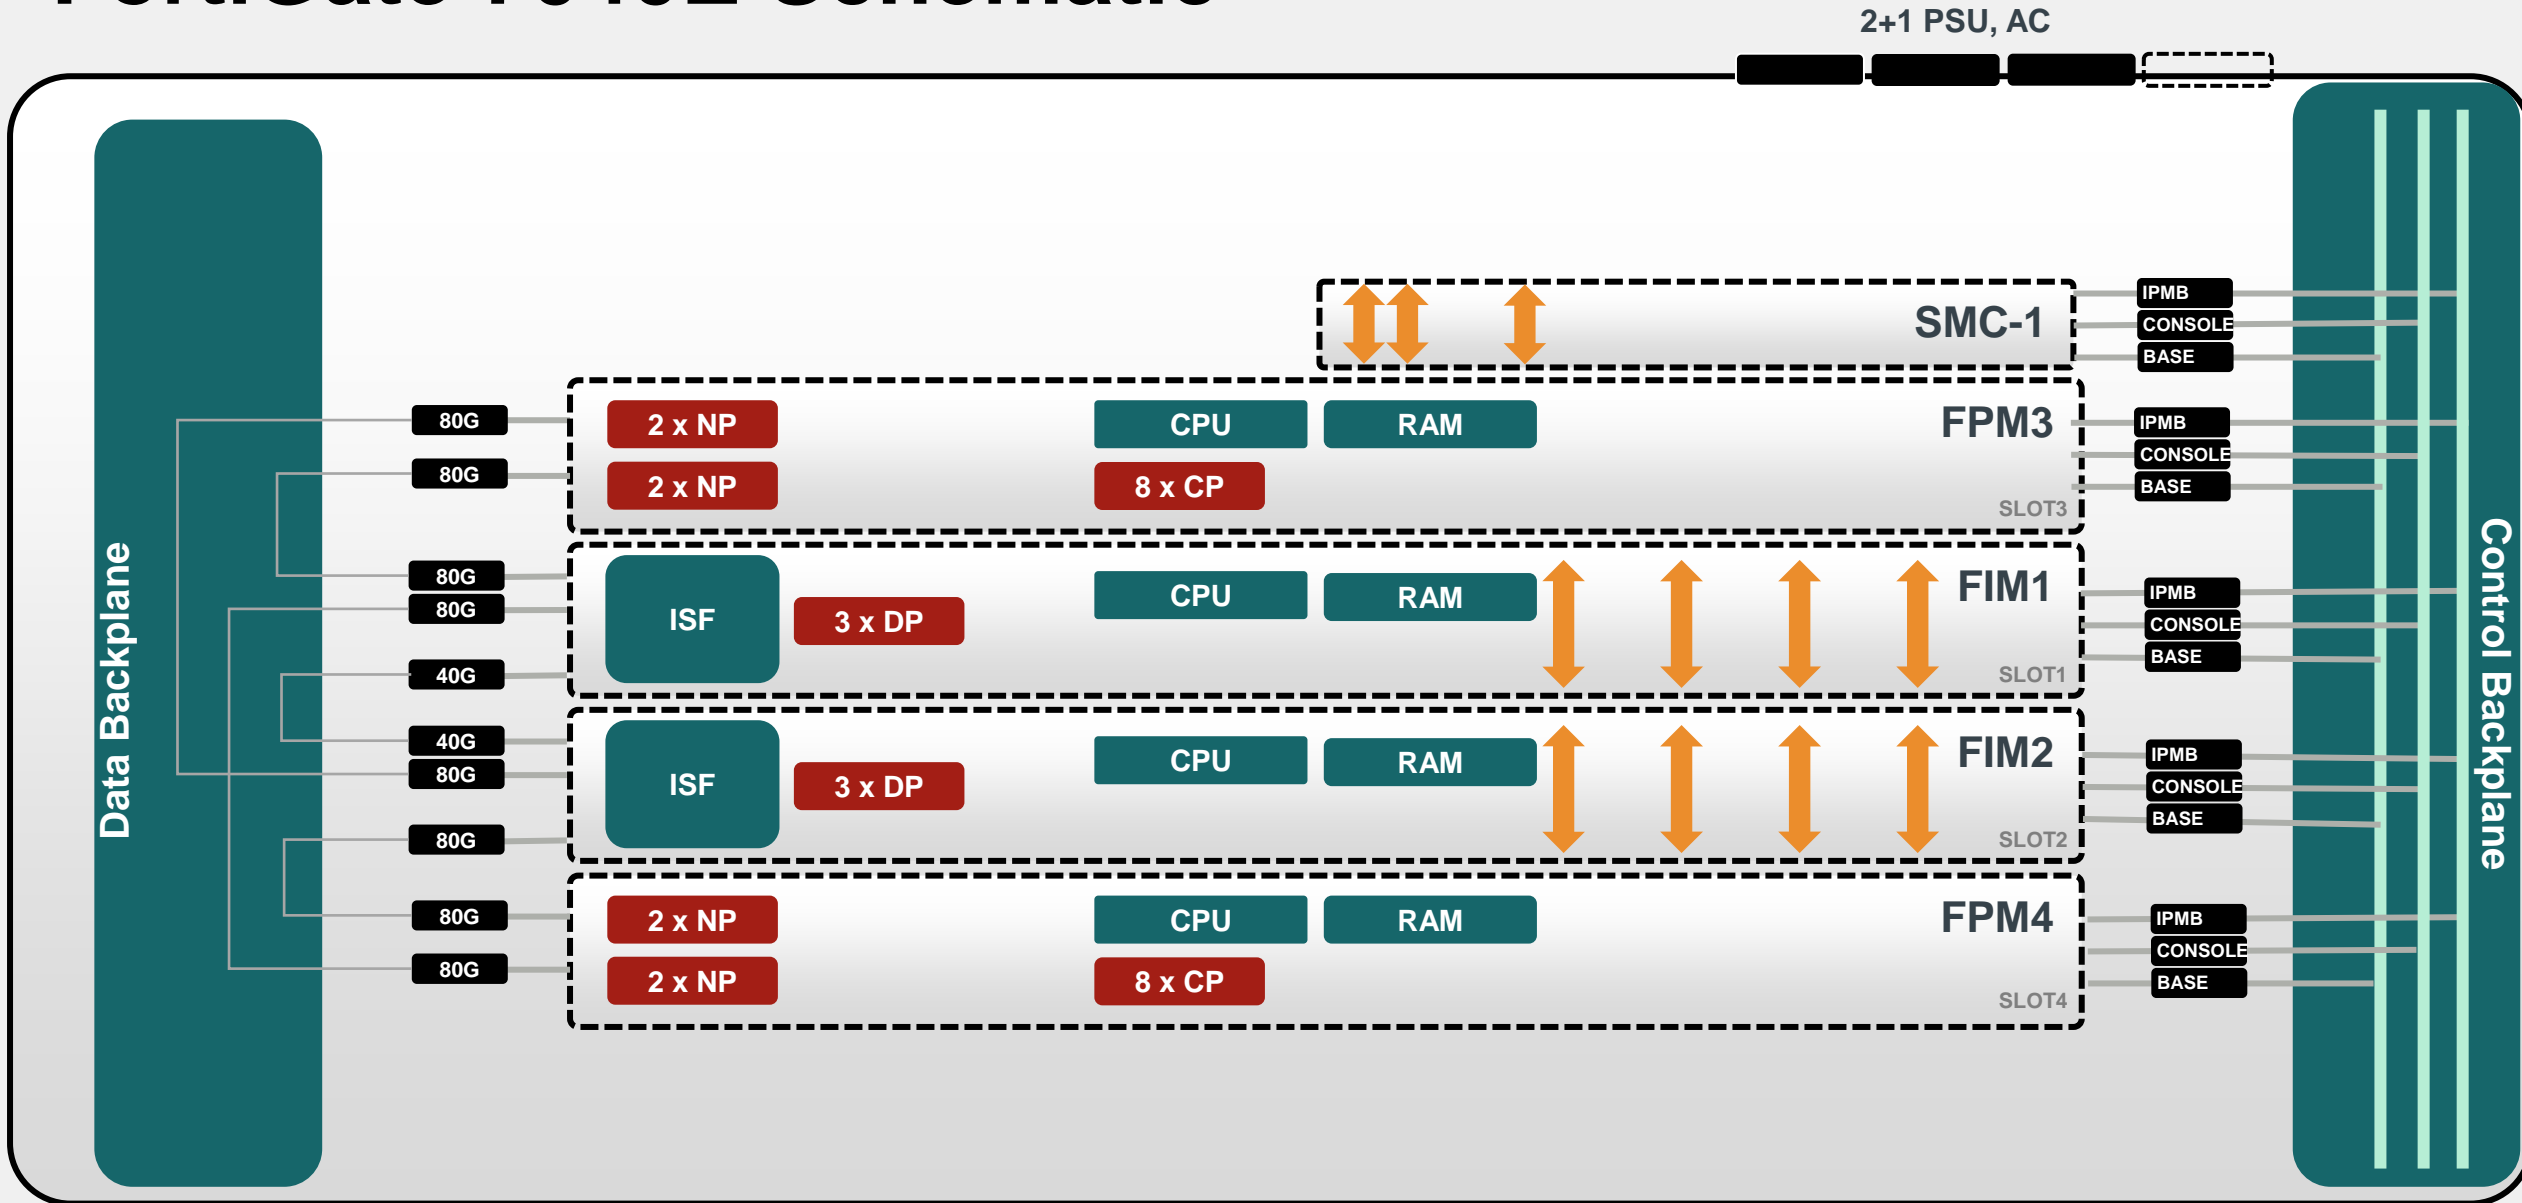 2+1 PSU, AC
SMC-1
IPMB
CONSOLE
BASE
80G
2 x NP
CPU
RAM
FPM3
IPMB
80G
2 x NP
8 x CP
CONSOLE
BASE
SLOT3
Data Backplane
Control Backplane
80G
80G
40G
ISF
3 x DP
CPU
RAM
FIM1
SLOT1
IPMB
CONSOLE
BASE
40G
80G
80G
ISF
3 x DP
CPU
RAM
FIM2
SLOT2
IPMB
CONSOLE
BASE
80G
80G
2 x NP
2 x NP
CPU
RAM
8 x CP
FPM4
SLOT4
IPMB
CONSOLE
BASE